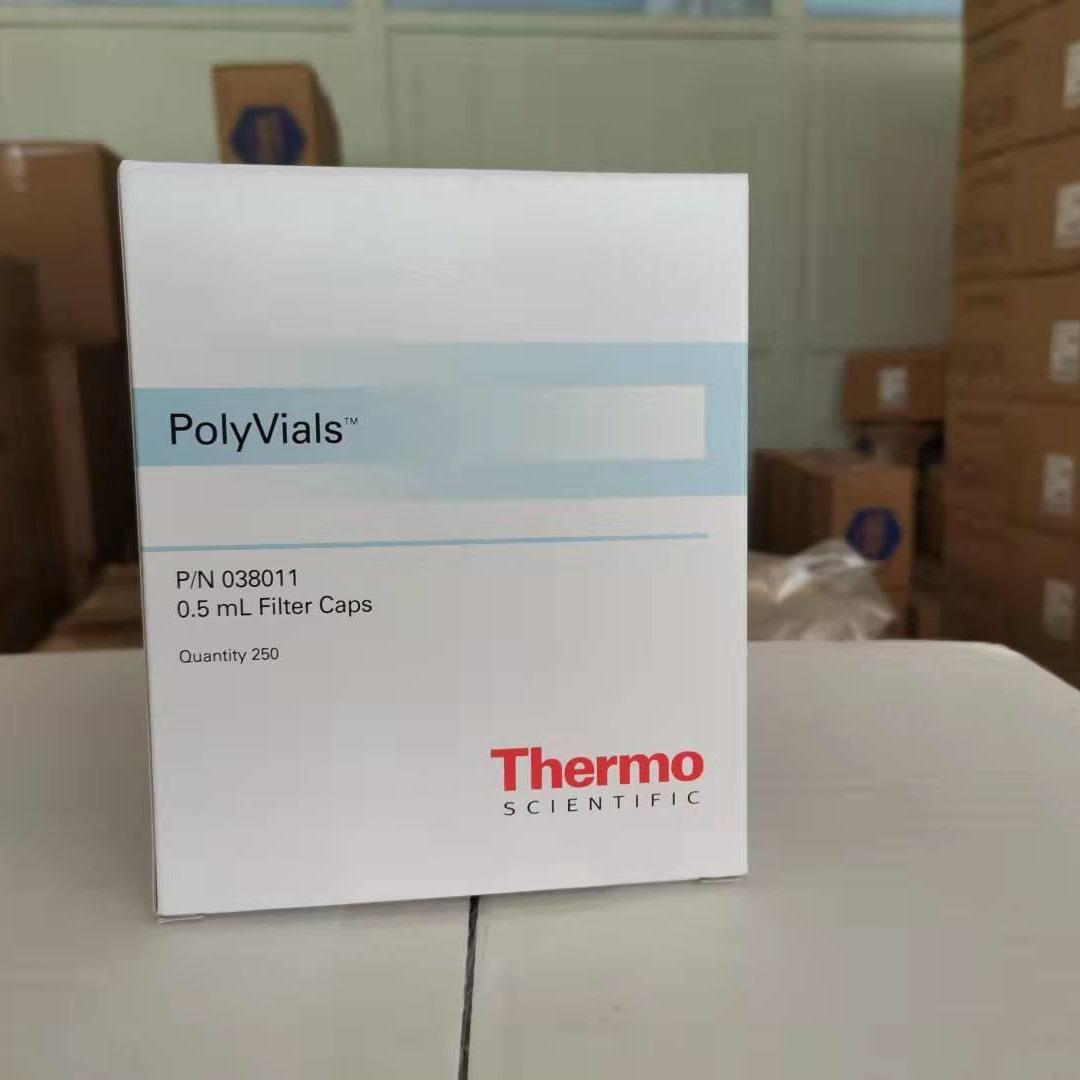 PolyVials™
P/N 038011
0.5 mL Filter Caps
Quantity 250
Thermo
SCIENTIFIC